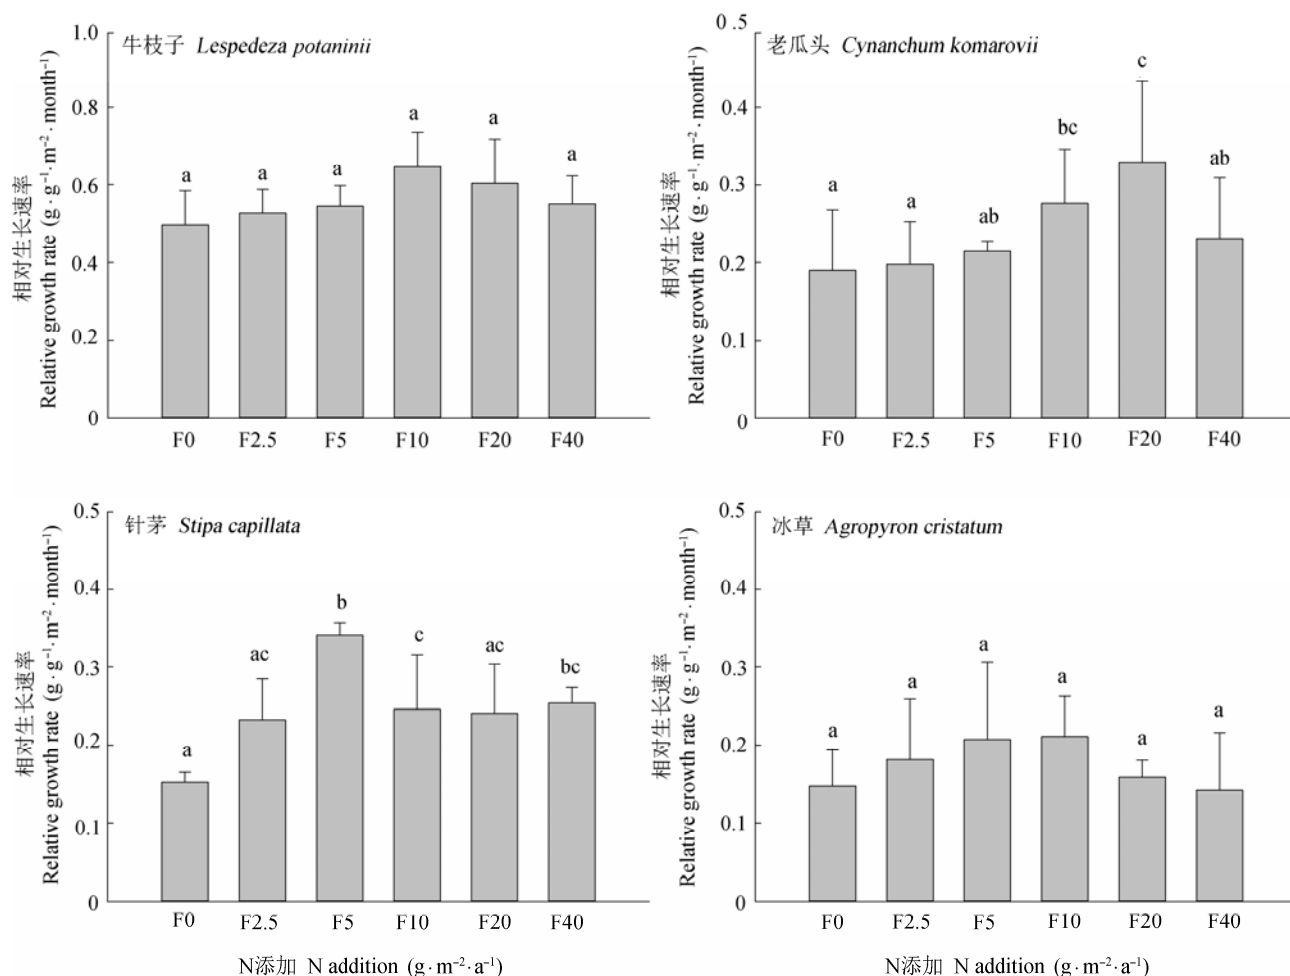 牛枝子 Lespedeza potaninii
相对生长速率
Relative growth rate (g·g⁻¹·m⁻²·month⁻¹)
1.0
0.8
0.6
0.4
0.2
0
a
a
a
a
a
a
F0 F2.5 F5 F10 F20 F40
老瓜头 Cynanchum komarovii
相对生长速率
Relative growth rate (g·g⁻¹·m⁻²·month⁻¹)
0.5
0.4
0.3
0.2
0.1
0
a
a
ab
bc
c
ab
F0 F2.5 F5 F10 F20 F40
针茅 Stipa capillata
相对生长速率
Relative growth rate (g·g⁻¹·m⁻²·month⁻¹)
0.5
0.4
0.3
0.2
0.1
0
a
ac
b
c
ac
bc
F0 F2.5 F5 F10 F20 F40
N添加 N addition (g·m⁻²·a⁻¹)
冰草 Agropyron cristatum
相对生长速率
Relative growth rate (g·g⁻¹·m⁻²·month⁻¹)
0.5
0.4
0.3
0.2
0.1
0
a
a
a
a
a
a
F0 F2.5 F5 F10 F20 F40
N添加 N addition (g·m⁻²·a⁻¹)